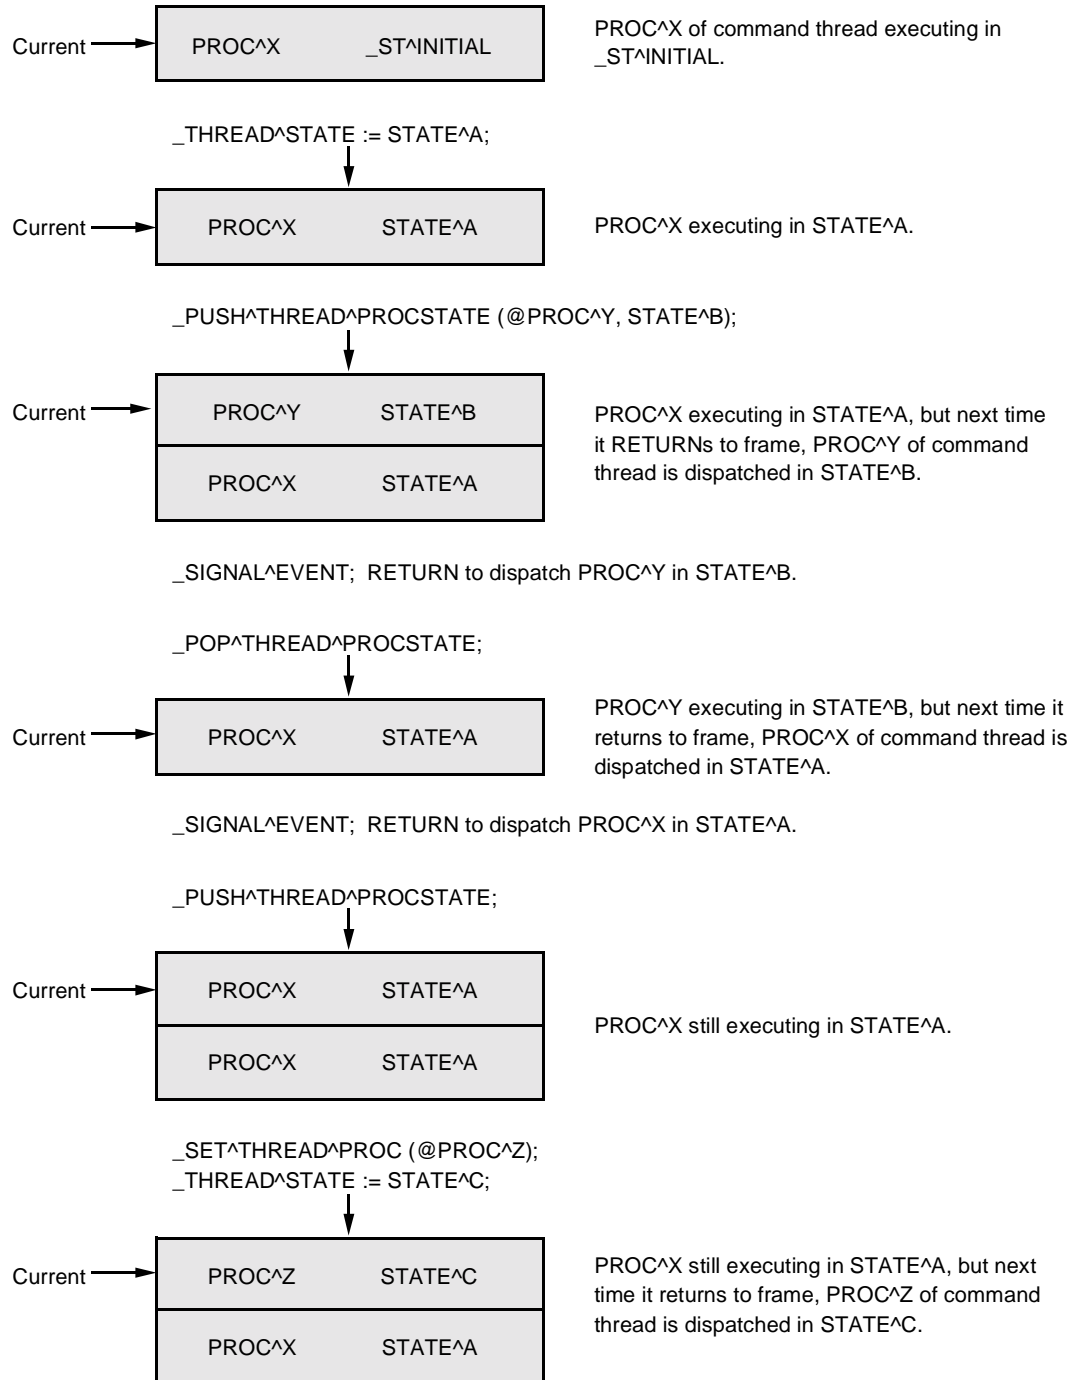 Current PROC^X _ST^INITIAL
PROC^X of command thread executing in
_ST^INITIAL.
_THREAD^STATE := STATE^A;
Current PROC^X STATE^A
PROC^X executing in STATE^A.
_PUSH^THREAD^PROCSTATE (@PROC^Y, STATE^B);
Current PROC^Y STATE^B
PROC^X STATE^A
PROC^X executing in STATE^A, but next time
it RETURNs to frame, PROC^Y of command
thread is dispatched in STATE^B.
_SIGNAL^EVENT; RETURN to dispatch PROC^Y in STATE^B.
_POP^THREAD^PROCSTATE;
Current PROC^X STATE^A
PROC^Y executing in STATE^B, but next time it
returns to frame, PROC^X of command thread is
dispatched in STATE^A.
_SIGNAL^EVENT; RETURN to dispatch PROC^X in STATE^A.
_PUSH^THREAD^PROCSTATE;
Current PROC^X STATE^A
PROC^X STATE^A
PROC^X still executing in STATE^A.
_SET^THREAD^PROC (@PROC^Z);
_THREAD^STATE := STATE^C;
Current PROC^Z STATE^C
PROC^X STATE^A
PROC^X still executing in STATE^A, but next
time it returns to frame, PROC^Z of command
thread is dispatched in STATE^C.